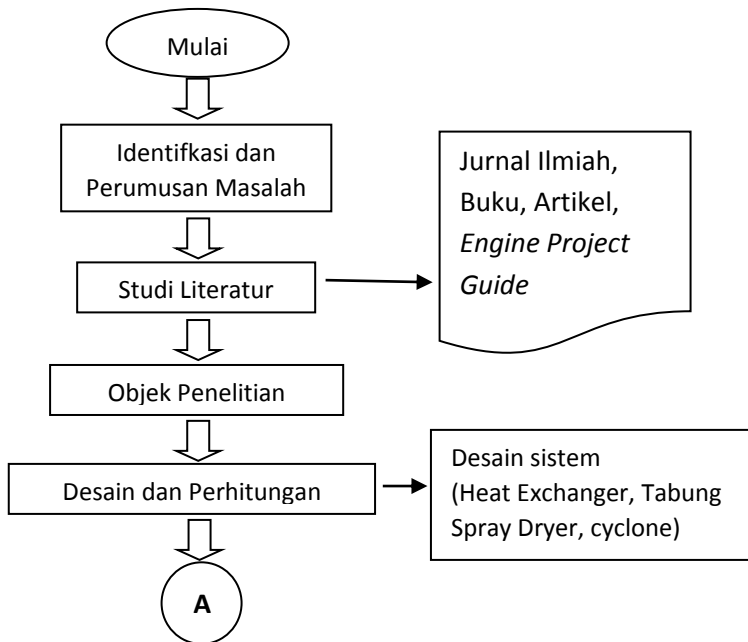 Mulai
Identifkasi dan
Perumusan Masalah
Jurnal Ilmiah,
Buku, Artikel,
Engine Project
Guide
Studi Literatur
Objek Penelitian
Desain dan Perhitungan
Desain sistem
(Heat Exchanger, Tabung
Spray Dryer, cyclone)
A